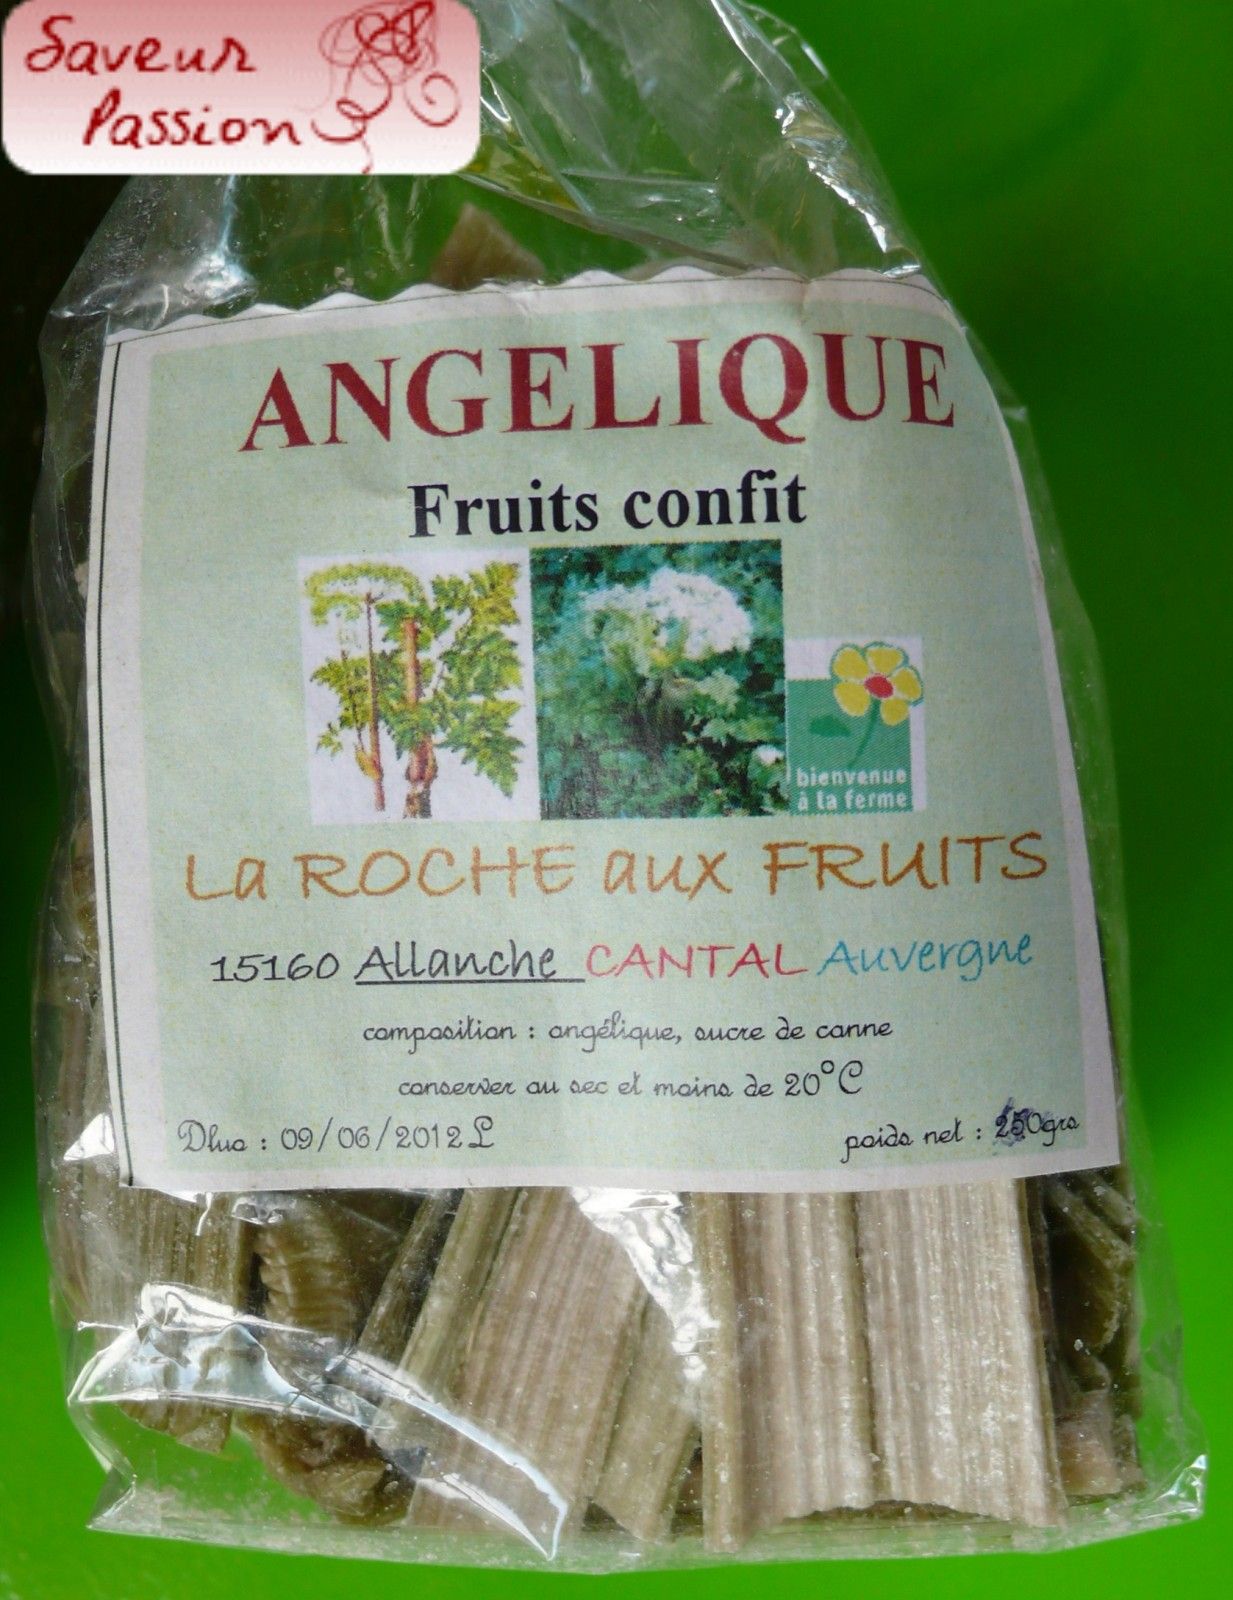 Saveur
Passion
ANGELIQUE
Fruits confit
bienvenue
à la ferme
La ROCHE aux FRUITS
15160 Allanche CANTAL Auvergne
composition : angélique, sucre de canne
conserver au sec et moins de 20°C
Dluo : 09/06/2012 L
poids net : 250grs